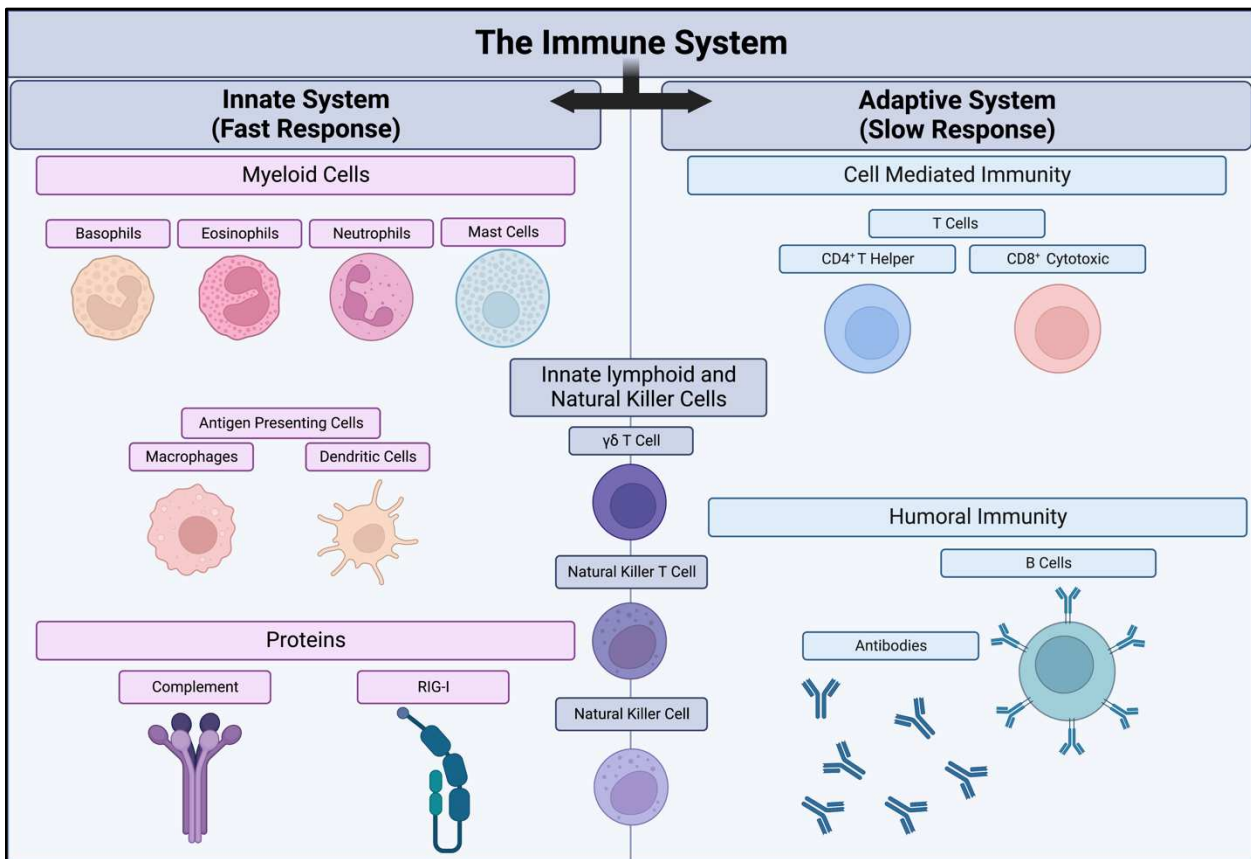 The Immune System
Innate System
(Fast Response)
Adaptive System
(Slow Response)
Myeloid Cells
Basophils
Eosinophils
Neutrophils
Mast Cells
Antigen Presenting Cells
Macrophages
Dendritic Cells
Proteins
Complement
RIG-I
Innate lymphoid and
Natural Killer Cells
γδ T Cell
Natural Killer T Cell
Natural Killer Cell
Cell Mediated Immunity
T Cells
CD4⁺ T Helper
CD8⁺ Cytotoxic
Humoral Immunity
B Cells
Antibodies